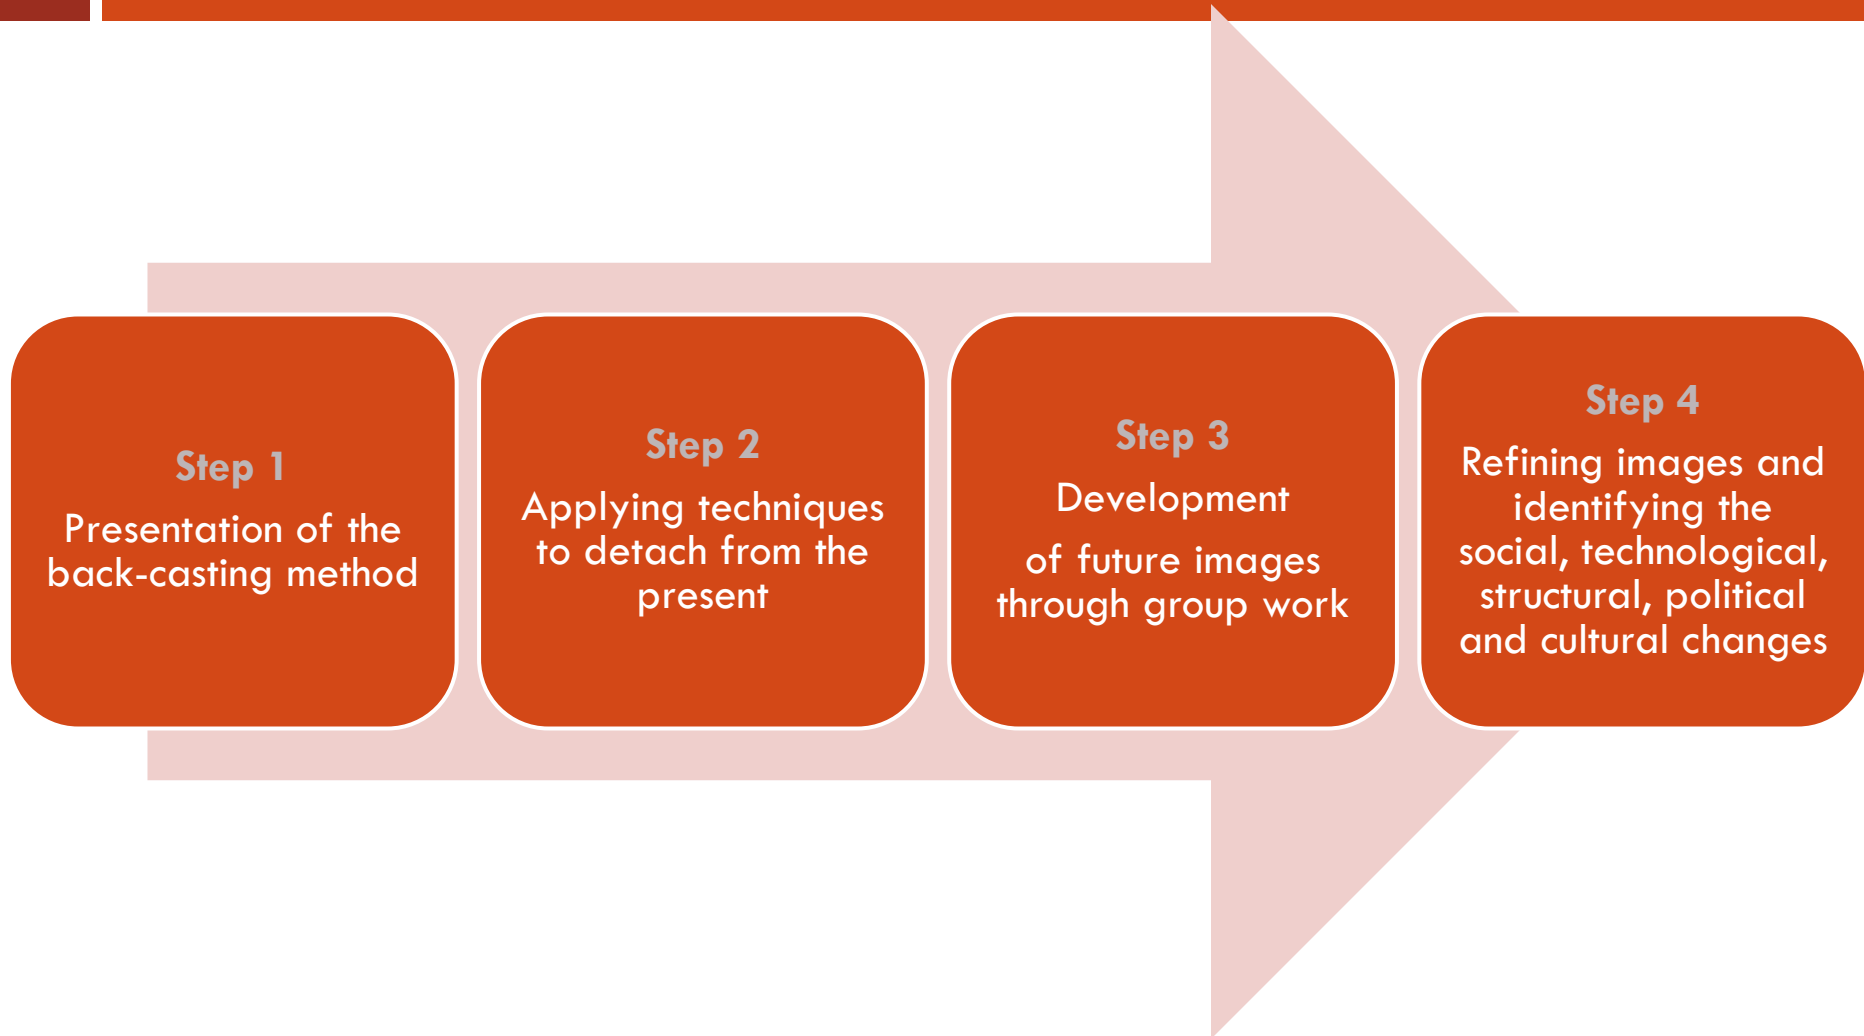 Step 1
Presentation of the
back-casting method
Step 2
Applying techniques
to detach from the
present
Step 3
Development
of future images
through group work
Step 4
Refining images and
identifying the
social, technological,
structural, political
and cultural changes